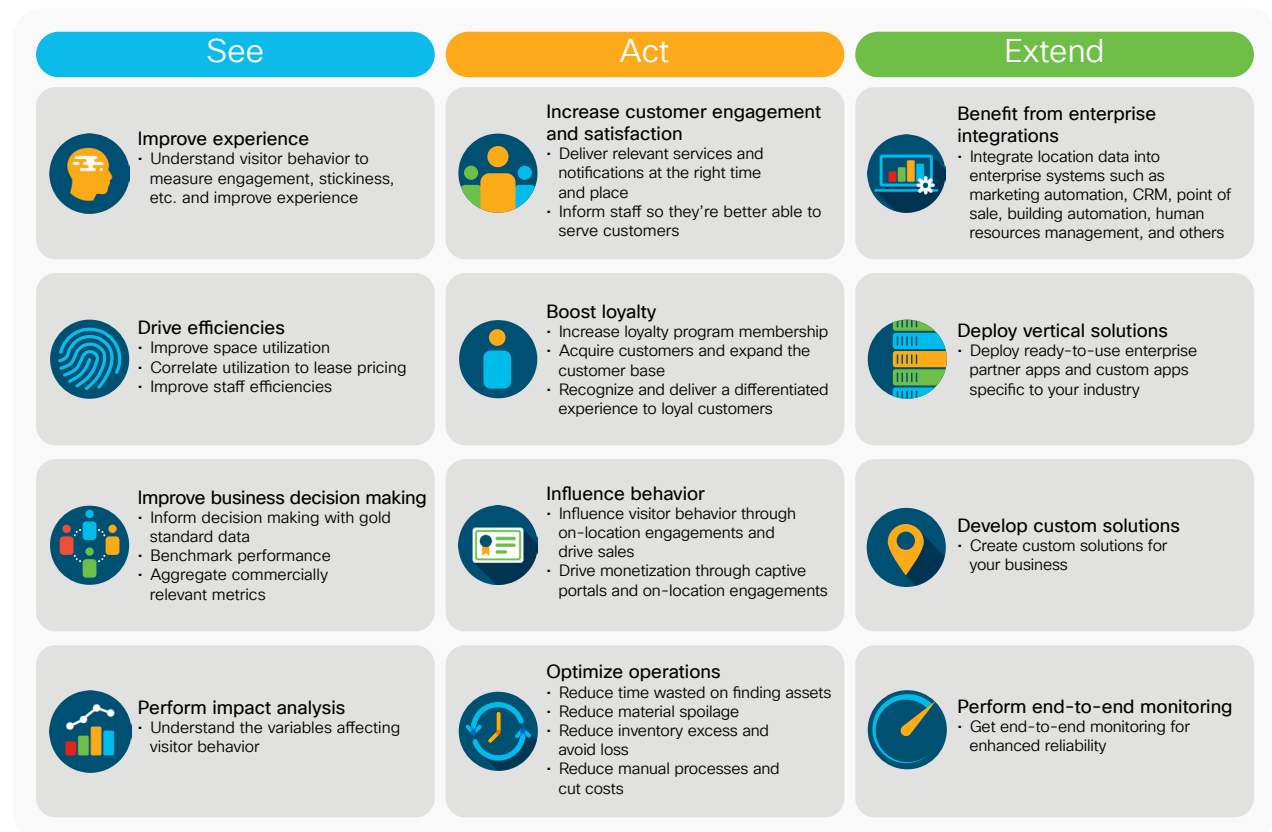 See
Improve experience
· Understand visitor behavior to
measure engagement, stickiness,
etc. and improve experience
Drive efficiencies
· Improve space utilization
· Correlate utilization to lease pricing
· Improve staff efficiencies
Improve business decision making
· Inform decision making with gold
standard data
· Benchmark performance
· Aggregate commercially
relevant metrics
Perform impact analysis
· Understand the variables affecting
visitor behavior
Act
Increase customer engagement
and satisfaction
· Deliver relevant services and
notifications at the right time
and place
· Inform staff so they're better able to
serve customers
Boost loyalty
· Increase loyalty program membership
· Acquire customers and expand the
customer base
· Recognize and deliver a differentiated
experience to loyal customers
Influence behavior
· Influence visitor behavior through
on-location engagements and
drive sales
· Drive monetization through captive
portals and on-location engagements
Optimize operations
· Reduce time wasted on finding assets
· Reduce material spoilage
· Reduce inventory excess and
avoid loss
· Reduce manual processes and
cut costs
Extend
Benefit from enterprise
integrations
· Integrate location data into
enterprise systems such as
marketing automation, CRM, point of
sale, building automation, human
resources management, and others
Deploy vertical solutions
· Deploy ready-to-use enterprise
partner apps and custom apps
specific to your industry
Develop custom solutions
· Create custom solutions for
your business
Perform end-to-end monitoring
· Get end-to-end monitoring for
enhanced reliability